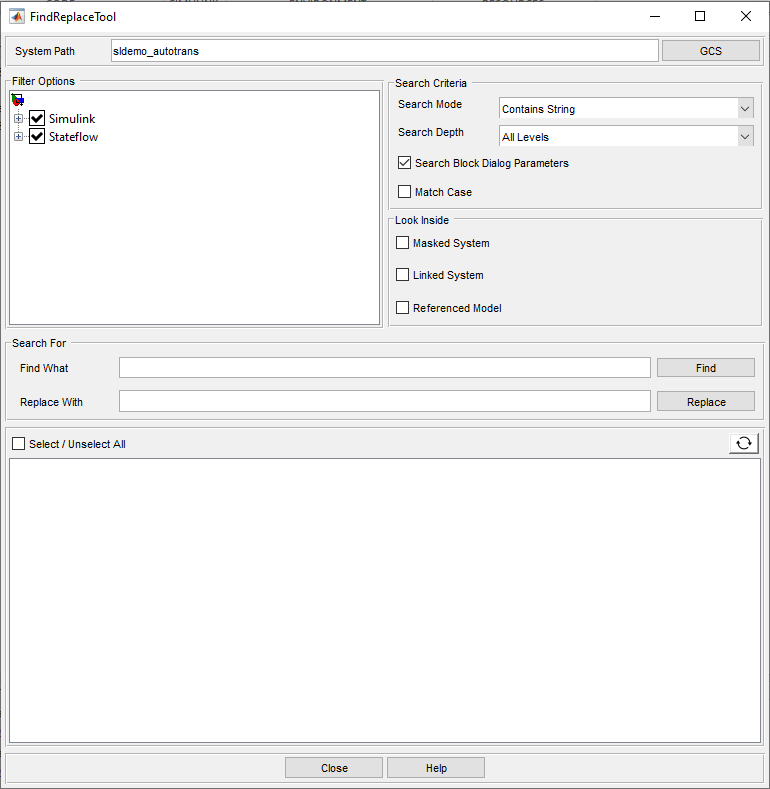 FindReplaceTool
System Path
sldemo_autotrans
GCS
Filter Options
Simulink
Stateflow
Search Criteria
Search Mode
Contains String
Search Depth
All Levels
Search Block Dialog Parameters
Match Case
Look Inside
Masked System
Linked System
Referenced Model
Search For
Find What
Find
Replace With
Replace
Select / Unselect All
Close
Help